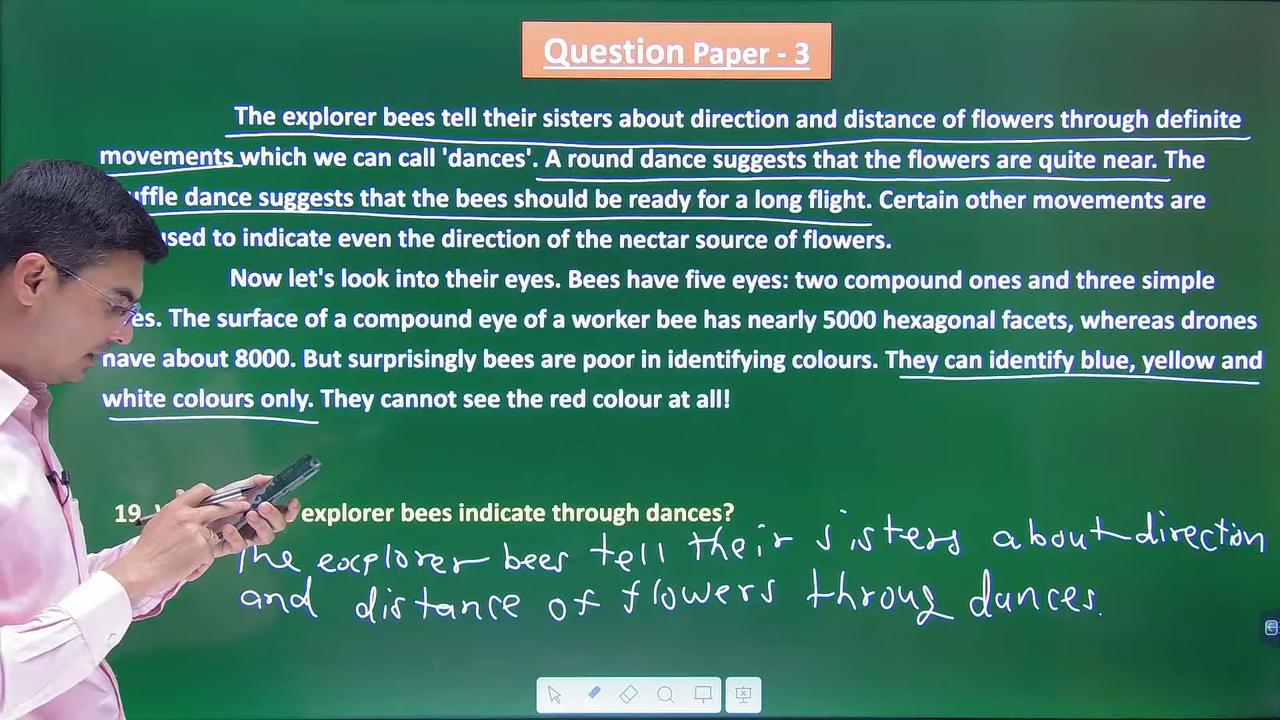 Question Paper - 3
The explorer bees tell their sisters about direction and distance of flowers through definite
movements which we can call 'dances'. A round dance suggests that the flowers are quite near. The
dance suggests that the bees should be ready for a long flight. Certain other movements are
used to indicate even the direction of the nectar source of flowers.
Now let's look into their eyes. Bees have five eyes: two compound ones and three simple
The surface of a compound eye of a worker bee has nearly 5000 hexagonal facets, whereas drones
have about 8000. But surprisingly bees are poor in identifying colours. They can identify blue, yellow and
white colours only. They cannot see the red colour at all!
19. explorer bees indicate through dances?
The explorer bees tell their sisters about direction
and distance of flowers throug dances.